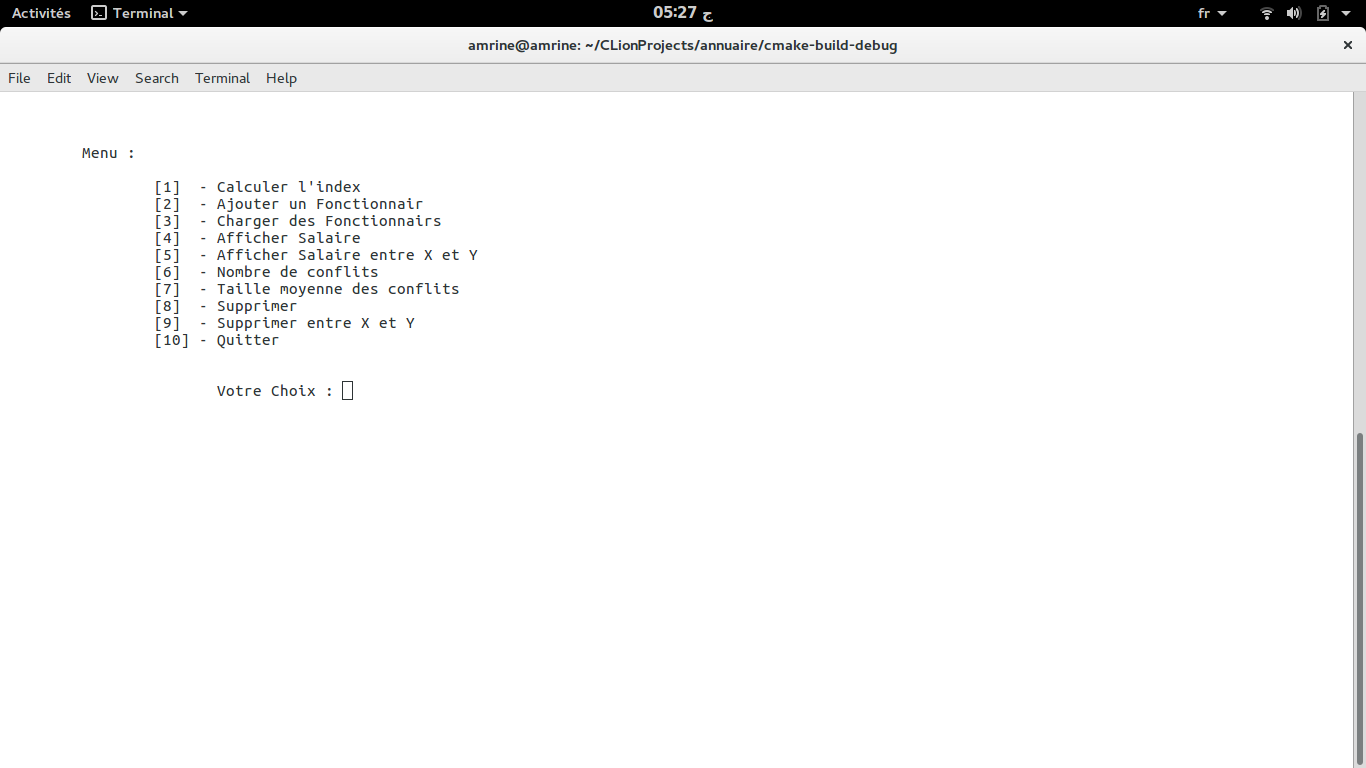 Activités Terminal 05:27 ج fr
amrine@amrine: ~/CLionProjects/annuaire/cmake-build-debug
File Edit View Search Terminal Help
Menu :
[1] - Calculer l'index
[2] - Ajouter un Fonctionnair
[3] - Charger des Fonctionnairs
[4] - Afficher Salaire
[5] - Afficher Salaire entre X et Y
[6] - Nombre de conflits
[7] - Taille moyenne des conflits
[8] - Supprimer
[9] - Supprimer entre X et Y
[10] - Quitter
Votre Choix :